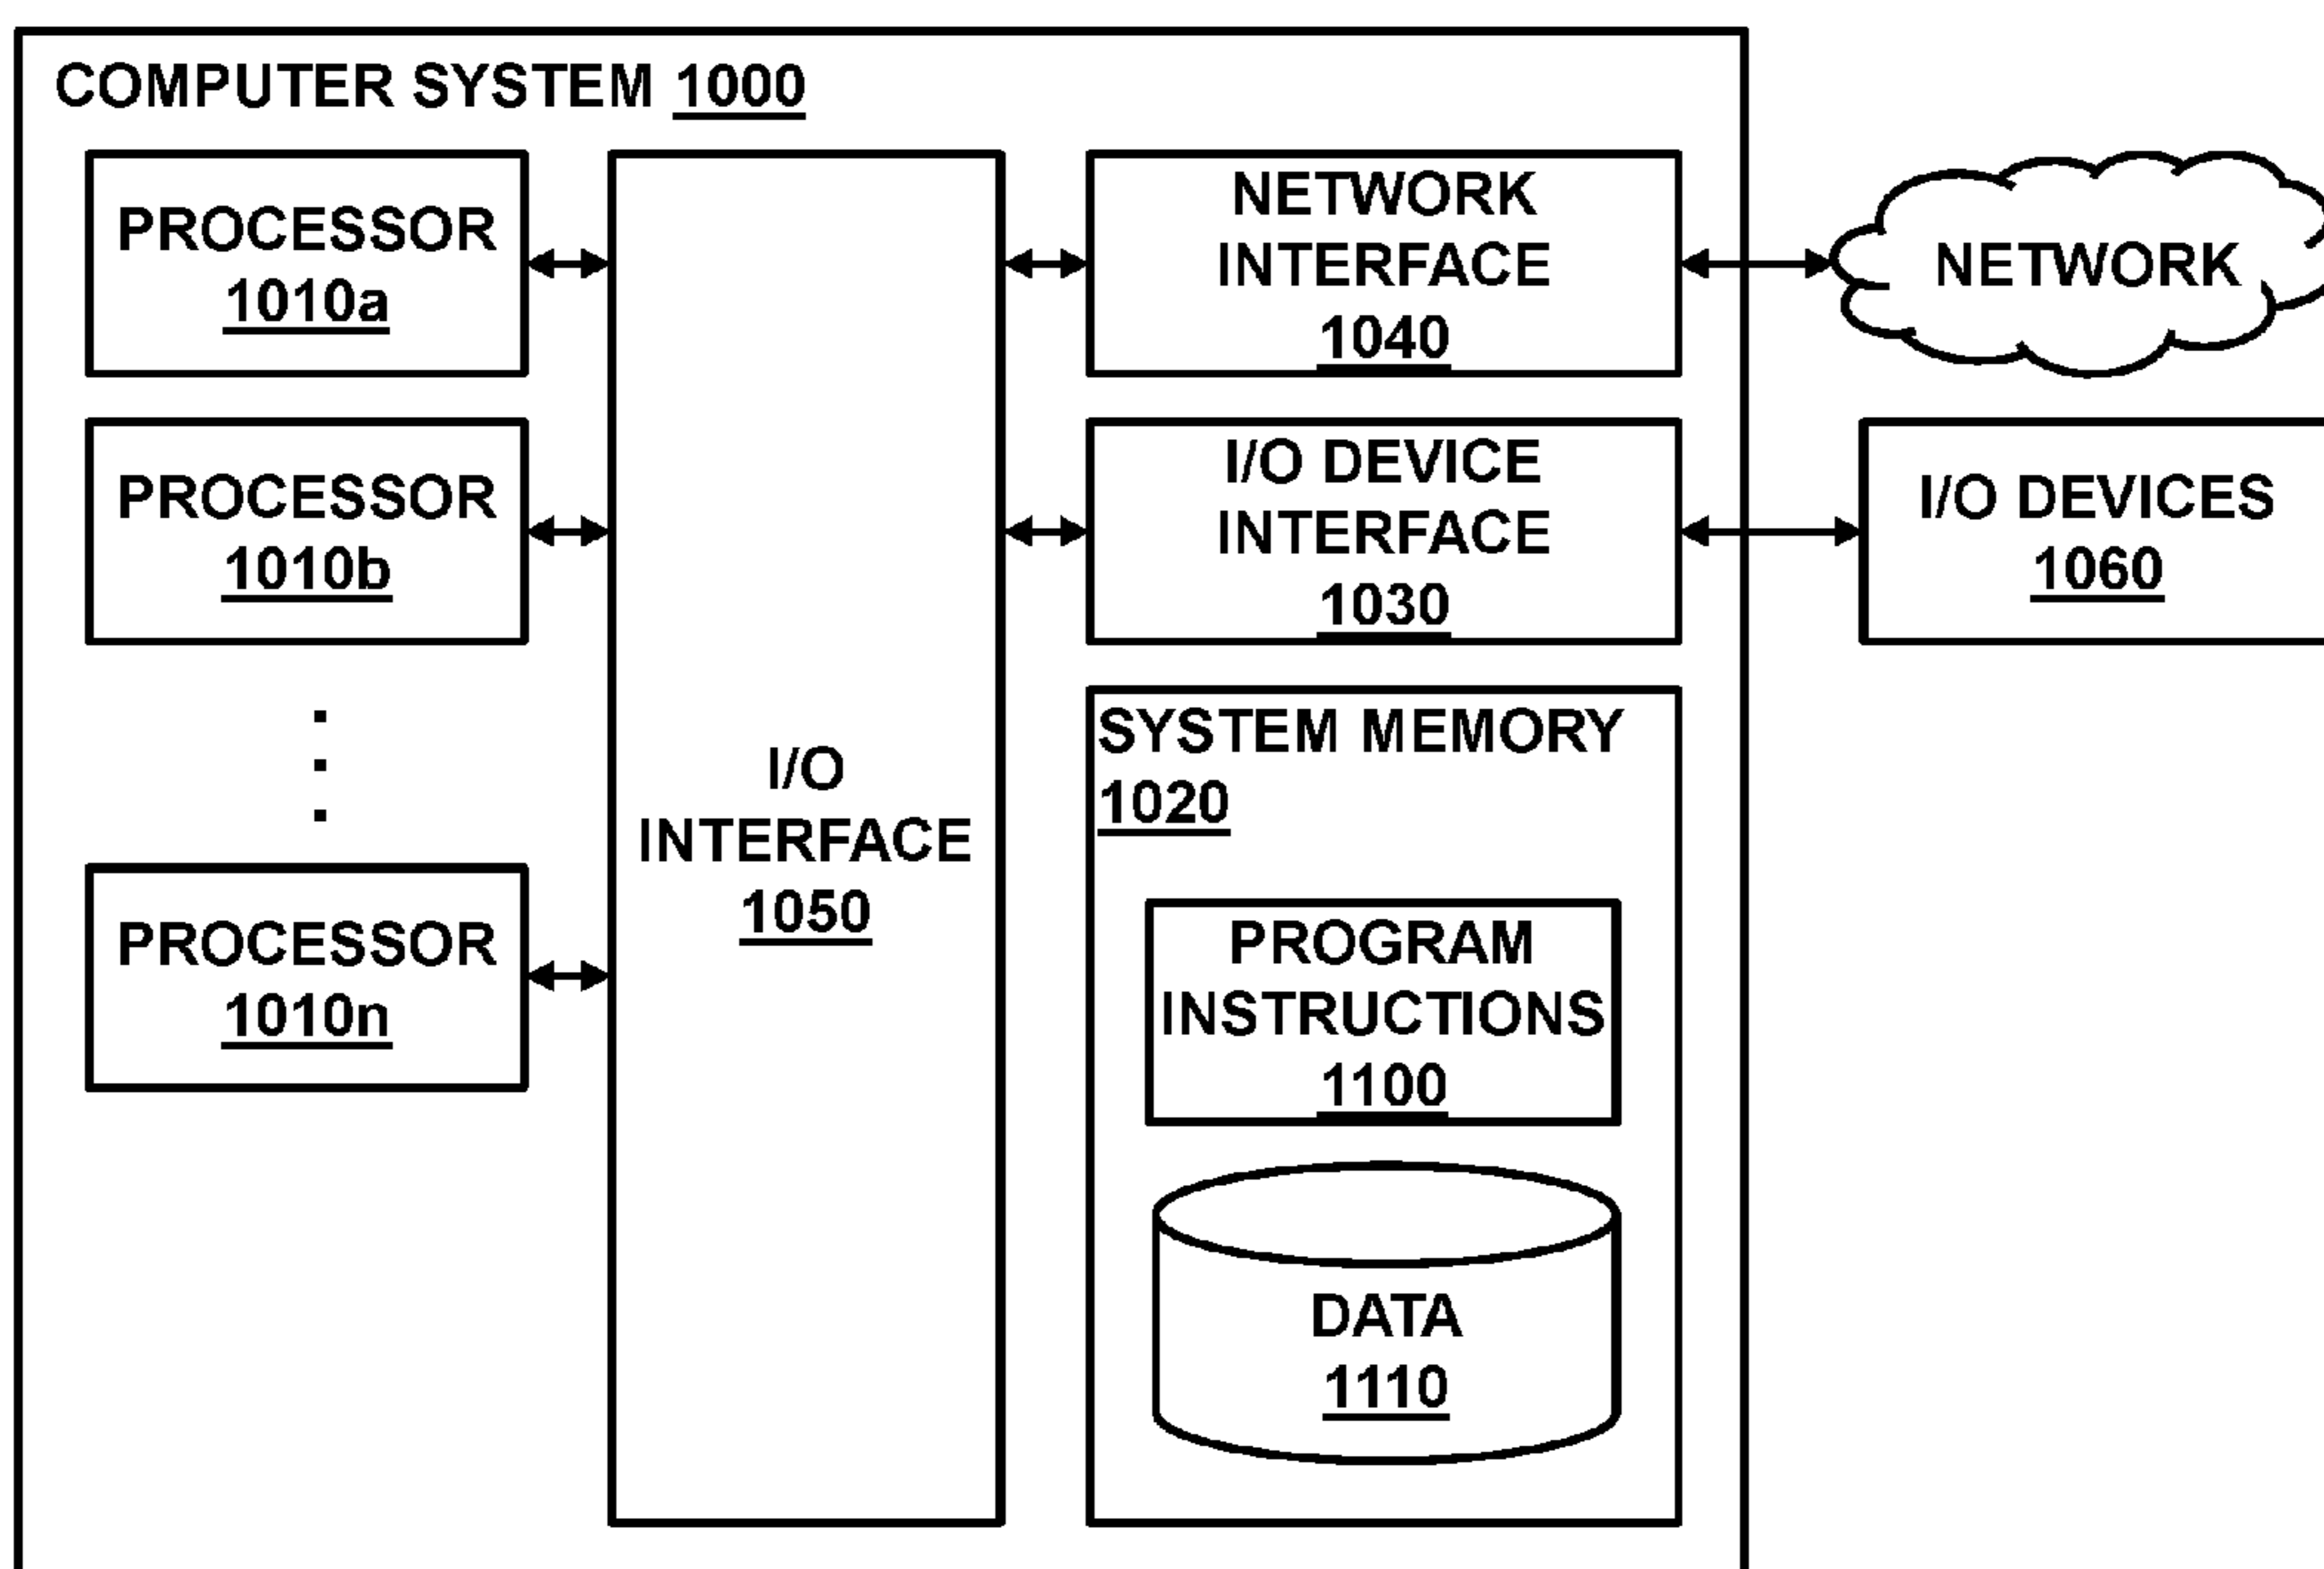 COMPUTER SYSTEM 1000
PROCESSOR
1010a
PROCESSOR
1010b
PROCESSOR
1010n
I/O
INTERFACE
1050
NETWORK
INTERFACE
1040
I/O DEVICE
INTERFACE
1030
SYSTEM MEMORY
1020
PROGRAM
INSTRUCTIONS
1100
DATA
1110
NETWORK
I/O DEVICES
1060